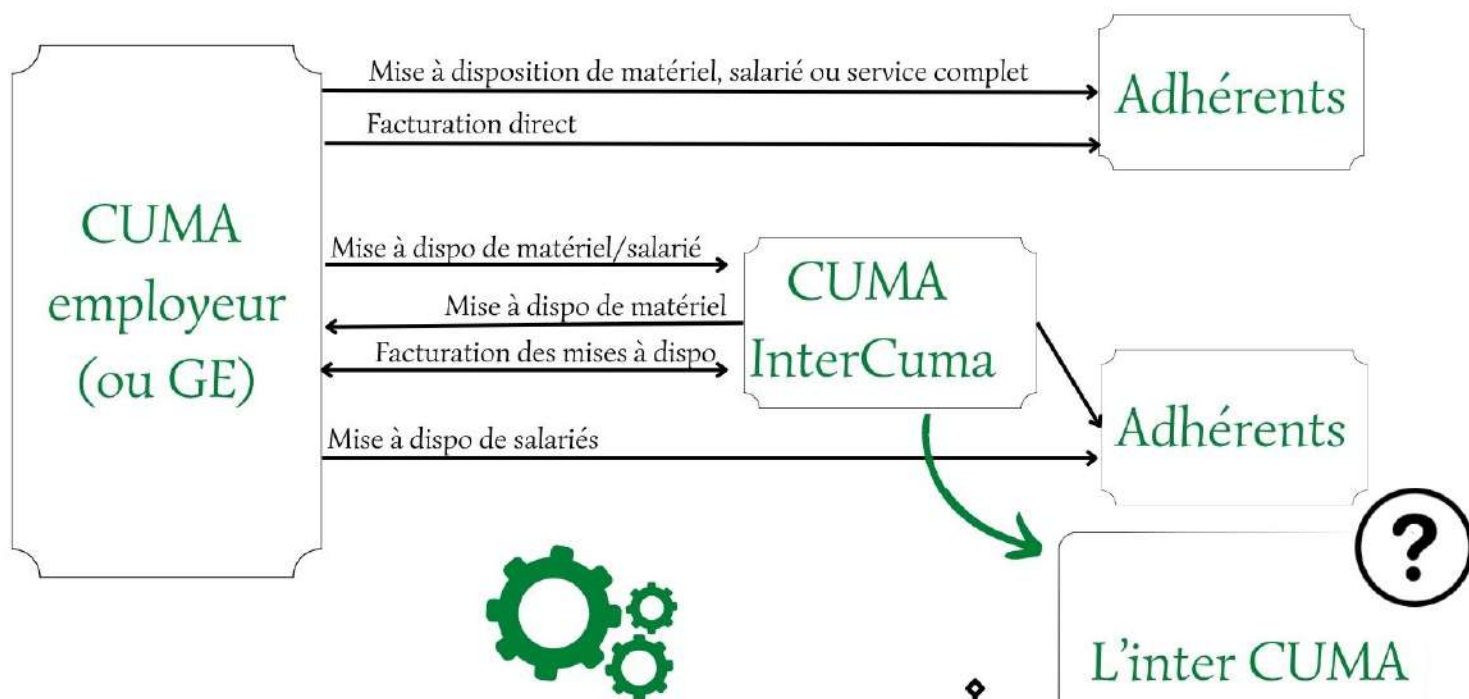 Mise à disposition de matériel, salarié ou service complet
Facturation direct
Adhérents
CUMA
employeur
(ou GE)
Mise à dispo de matériel/salarié
Mise à dispo de matériel
Facturation des mises à dispo
Mise à dispo de salariés
CUMA
InterCuma
Adhérents
?
L'inter CUMA